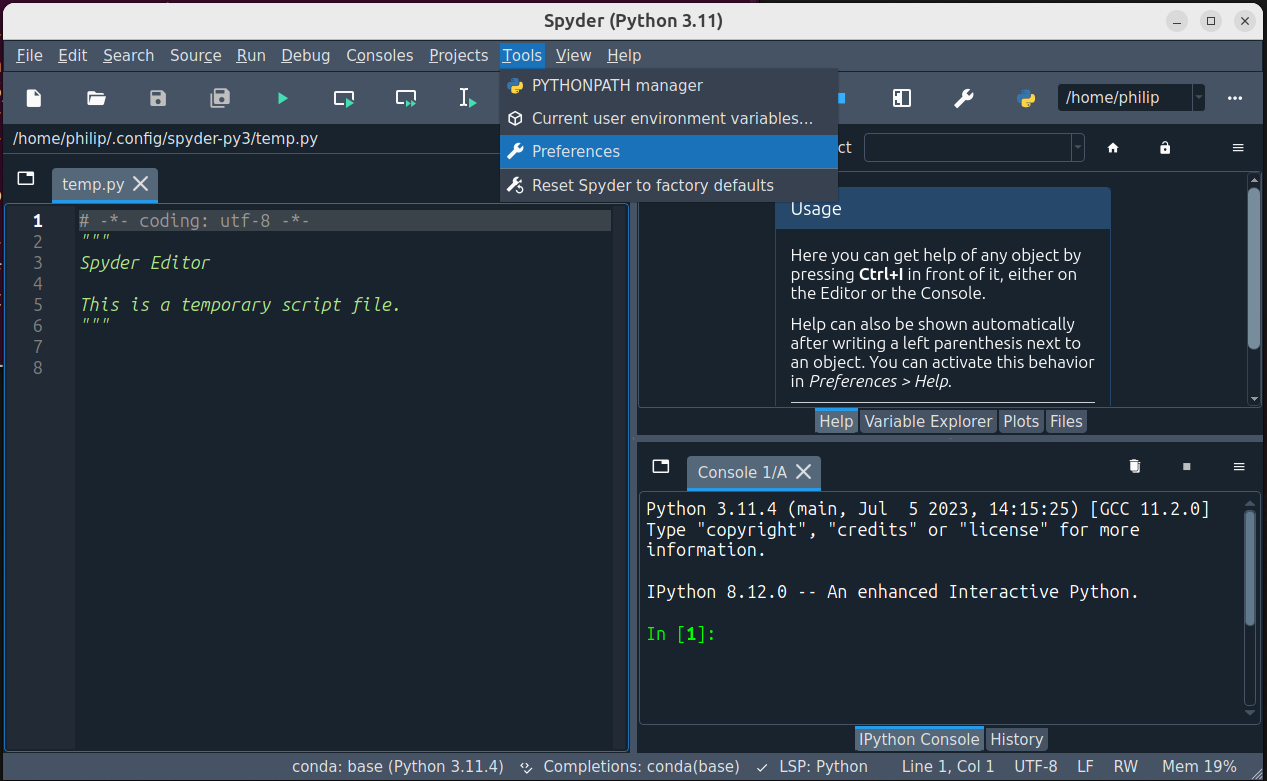 Spyder (Python 3.11)
File Edit Search Source Run Debug Consoles Projects Tools View Help
PYTHONPATH manager
Current user environment variables...
Preferences
Reset Spyder to factory defaults
/home/philip
/home/philip/.config/spyder-py3/temp.py
ct
temp.py
1 # -*- coding: utf-8 -*-
2 """
3 Spyder Editor
4
5 This is a temporary script file.
6 """
7
8
Usage
Here you can get help of any object by
pressing Ctrl+I in front of it, either on
the Editor or the Console.
Help can also be shown automatically
after writing a left parenthesis next to
an object. You can activate this behavior
in Preferences > Help.
Help Variable Explorer Plots Files
Console 1/A
Python 3.11.4 (main, Jul  5 2023, 14:15:25) [GCC 11.2.0]
Type "copyright", "credits" or "license" for more
information.
IPython 8.12.0 -- An enhanced Interactive Python.
In [1]:
IPython Console History
conda: base (Python 3.11.4) Completions: conda(base) LSP: Python Line 1, Col 1 UTF-8 LF RW Mem 19%